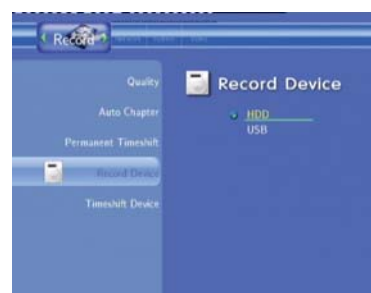 Record
Quality
Auto Chapter
Permanent Timeshift
Record Device
Timeshift Device
Record Device
HDD
USB